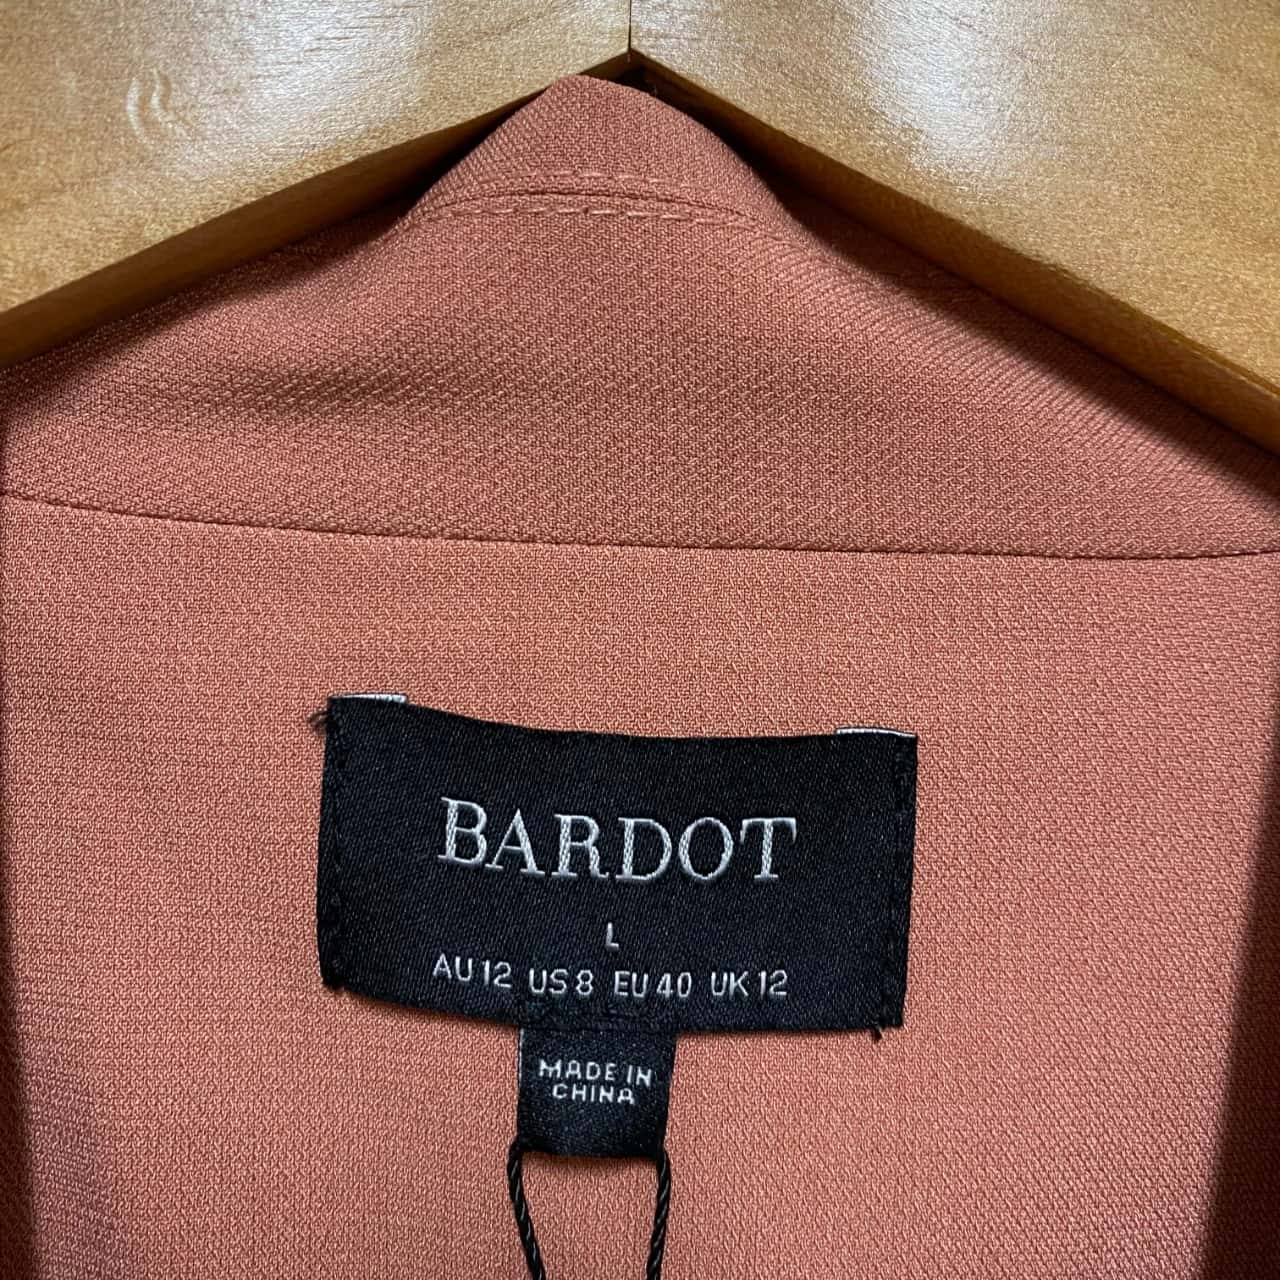 BARDOT
L
AU 12 US 8 EU 40 UK 12
MADE IN
CHINA